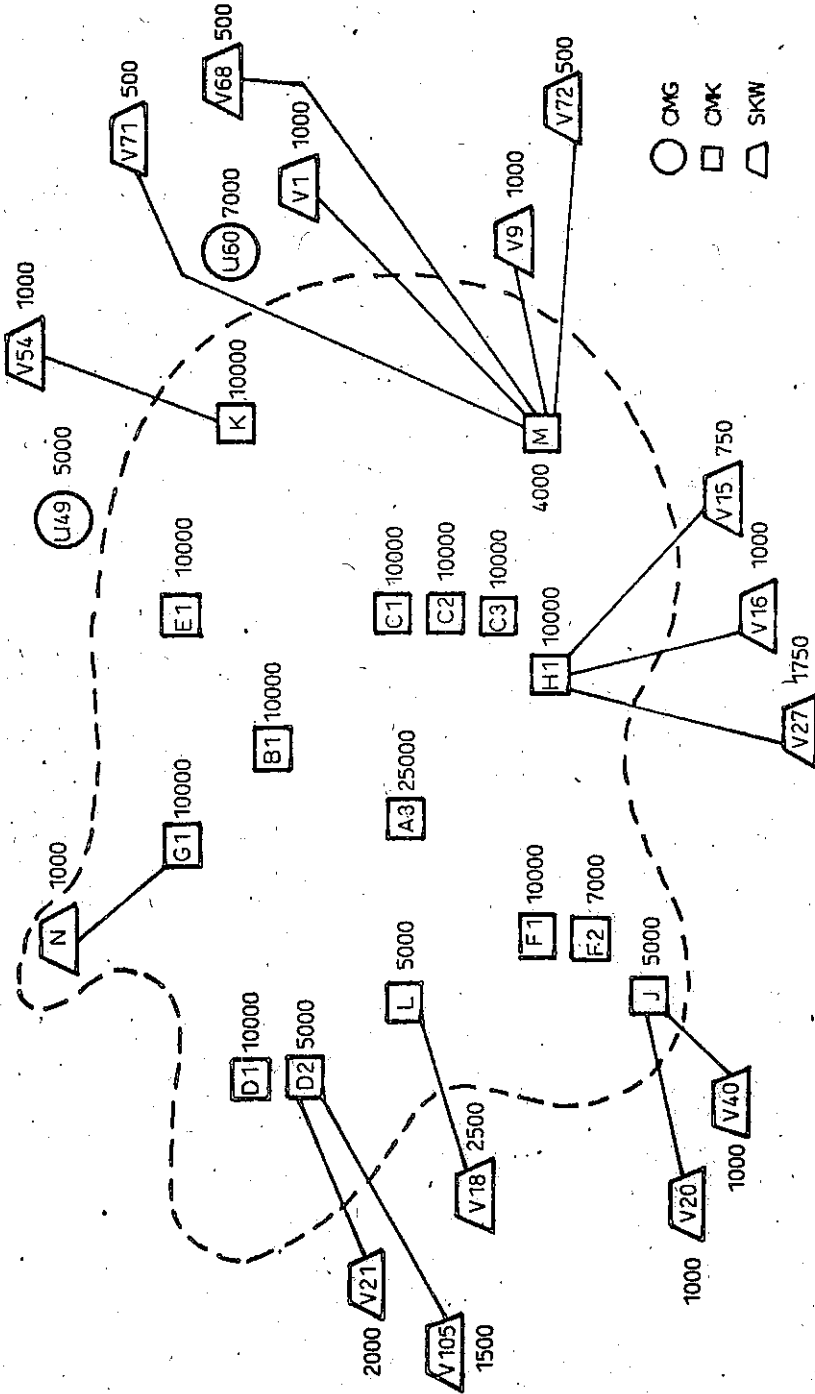 V54 1000
N 1000
U49 5000
V71 500
G1 10000
E1 10000
V68 500
U60 7000
K 10000
D1 10000
B1 10000
V1 1000
D2 5000
V21
2000
L 5000
A3 25000
C1 10000
C2 10000
V105
1500
V18 2500
C3 10000
V9 1000
F1 10000
H1 10000
M
4000
V72 500
F2 7000
J 5000
V20
1000
V40
1000
V15 750
V16 1000
V27 1750
CMG
CMK
SKW